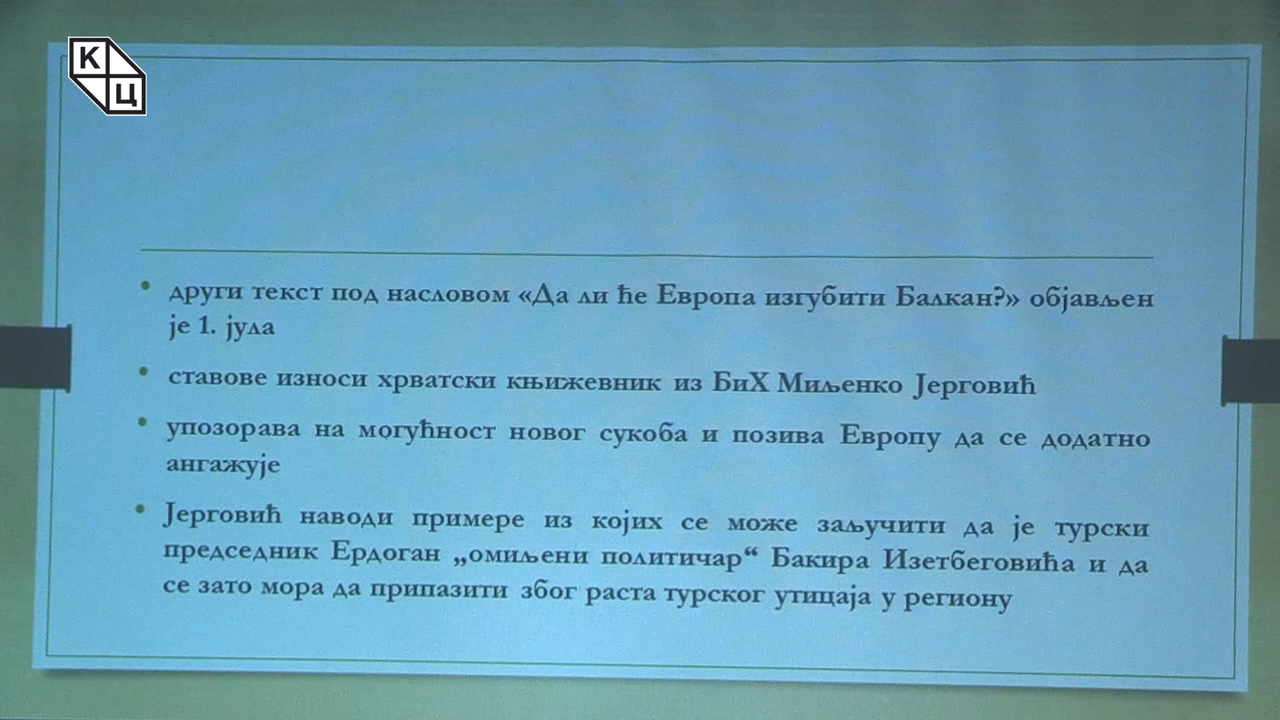 К
Ц
други текст под насловом «Да ли ће Европа изгубити Балкан?» објављен
је 1. јула
ставове износи хрватски књижевник из БиХ Миљенко Јерговић
упозорава на могућност новог сукоба и позива Европу да се додатно
ангажује
Јерговић наводи примере из којих се може заључити да је турски
председник Ердоган „омиљени политичар“ Бакира Изетбеговића и да
се зато мора да припазити због раста турског утицаја у региону